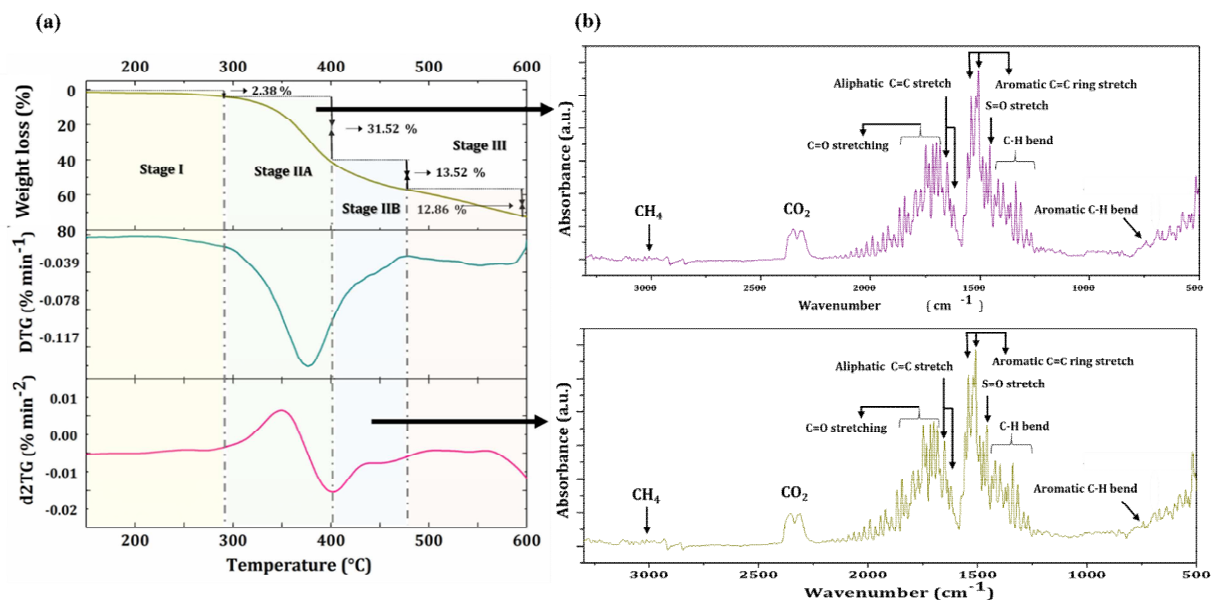 (a)
200 300 400 500 600
Weight loss (%)
0
20
40
60
80
2.38 %
31.52 %
13.52 %
12.86 %
Stage I
Stage IIA
Stage IIB
Stage III
DTG (% min-1)
-0.039
-0.078
-0.117
d2TG (% min-2)
0.01
0.00
-0.01
-0.02
200 300 400 500 600
Temperature (°C)
(b)
Absorbance (a.u.)
Aliphatic C=C stretch
Aromatic C=C ring stretch
S=O stretch
C=O stretching
C-H bend
CH4
CO2
Aromatic C-H bend
3000 2500 2000 1500 1000 500
Wavenumber (cm-1)
Absorbance (a.u.)
Aliphatic C=C stretch
Aromatic C=C ring stretch
S=O stretch
C=O stretching
C-H bend
CH4
CO2
Aromatic C-H bend
3000 2500 2000 1500 1000 500
Wavenumber (cm-1)